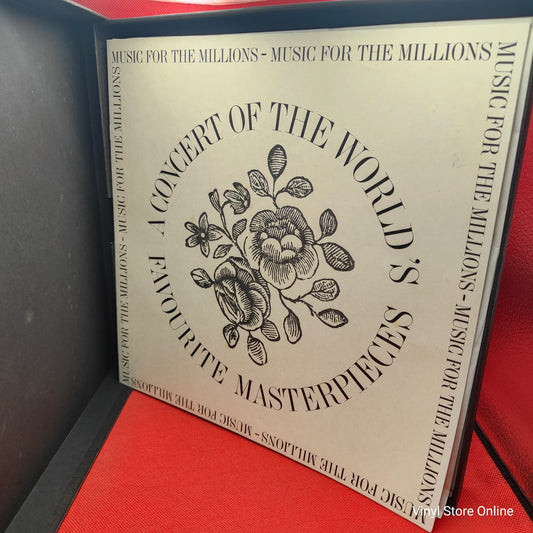 MUSIC FOR THE MILLIONS - MUSIC FOR THE MILLIONS
MUSIC FOR THE MILLIONS - MUSIC FOR THE MILLIONS
MUSIC FOR THE MILLIONS - MUSIC FOR THE MILLIONS
MUSIC FOR THE MILLIONS - MUSIC FOR THE MILLIONS
A CONCERT OF THE WORLD'S
FAVOURITE MASTERPIECES
Vinyl Store Online